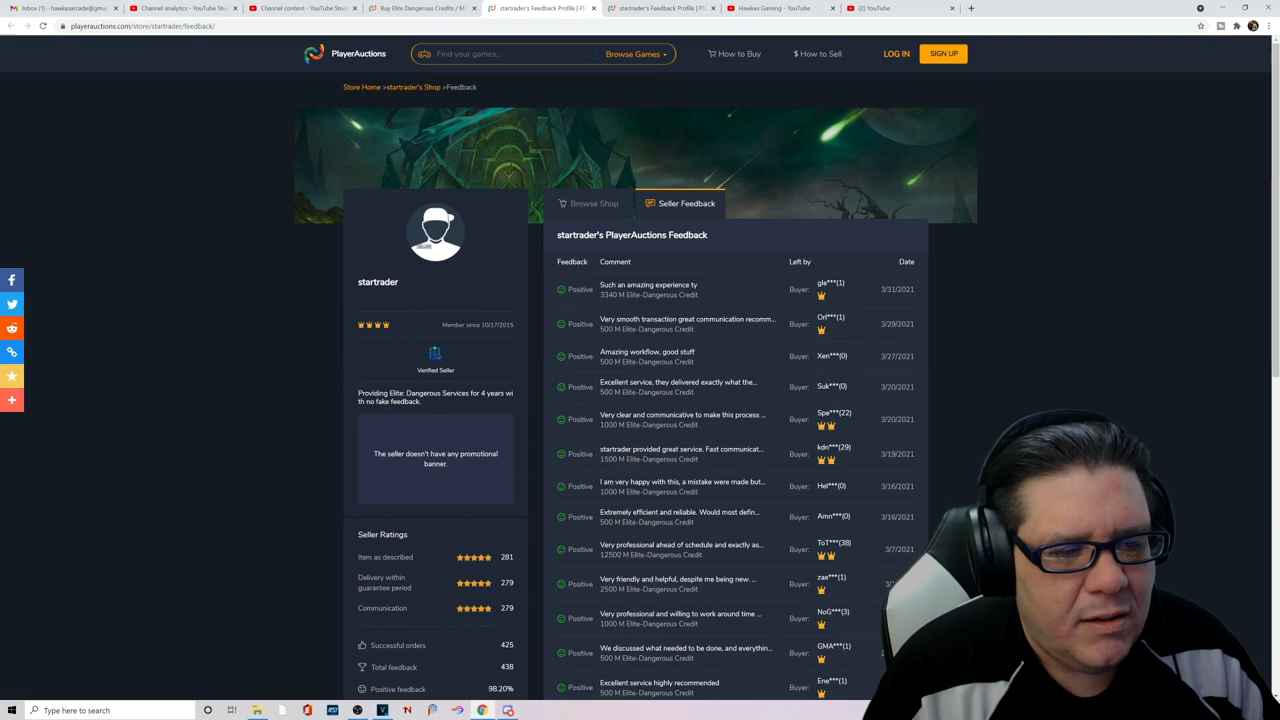 Inbox (1) - hawkesarcade@gmail
Channel analytics - YouTube Stud
Channel content - YouTube Studi
Buy Elite Dangerous Credits / Mo
startrader's Feedback Profile | Pla
startrader's Feedback Profile | Pla
Hawkes Gaming - YouTube
(2) YouTube
playerauctions.com/store/startrader/feedback/
PlayerAuctions
Find your games...
Browse Games
How to Buy
$ How to Sell
LOG IN
SIGN UP
Store Home >startrader's Shop >Feedback
Browse Shop
Seller Feedback
SELLER
startrader
Member since 10/17/2015
Verified Seller
Providing Elite: Dangerous Services for 4 years wi
th no fake feedback.
The seller doesn't have any promotional
banner.
Seller Ratings
Item as described 281
Delivery within
guarantee period 279
Communication 279
Successful orders 425
Total feedback 438
Positive feedback 98.20%
startrader's PlayerAuctions Feedback
Feedback Comment Left by Date
Positive Such an amazing experience ty Buyer: gle***(1) 3/31/2021
3340 M Elite-Dangerous Credit
Positive Very smooth transaction great communication recomm... Buyer: Orl***(1) 3/29/2021
500 M Elite-Dangerous Credit
Positive Amazing workflow, good stuff Buyer: Xen***(0) 3/27/2021
500 M Elite-Dangerous Credit
Positive Excellent service, they delivered exactly what the... Buyer: Suk***(0) 3/20/2021
500 M Elite-Dangerous Credit
Positive Very clear and communicative to make this process ... Buyer: Spe***(22) 3/20/2021
1000 M Elite-Dangerous Credit
Positive startrader provided great service. Fast communicat... Buyer: kdn***(29) 3/19/2021
1500 M Elite-Dangerous Credit
Positive I am very happy with this, a mistake were made but... Buyer: Hei***(0) 3/16/2021
1000 M Elite-Dangerous Credit
Positive Extremely efficient and reliable. Would most defin... Buyer: Amn***(0) 3/16/2021
500 M Elite-Dangerous Credit
Positive Very professional ahead of schedule and exactly as... Buyer: ToT***(38) 3/7/2021
12500 M Elite-Dangerous Credit
Positive Very friendly and helpful, despite me being new. ... Buyer: zae***(1)
2500 M Elite-Dangerous Credit
Positive Very professional and willing to work around time ... Buyer: NoG***(3)
1000 M Elite-Dangerous Credit
Positive We discussed what needed to be done, and everythin... Buyer: GMA***(1)
500 M Elite-Dangerous Credit
Positive Excellent service highly recommended Buyer: Ene***(1)
500 M Elite-Dangerous Credit
Type here to search